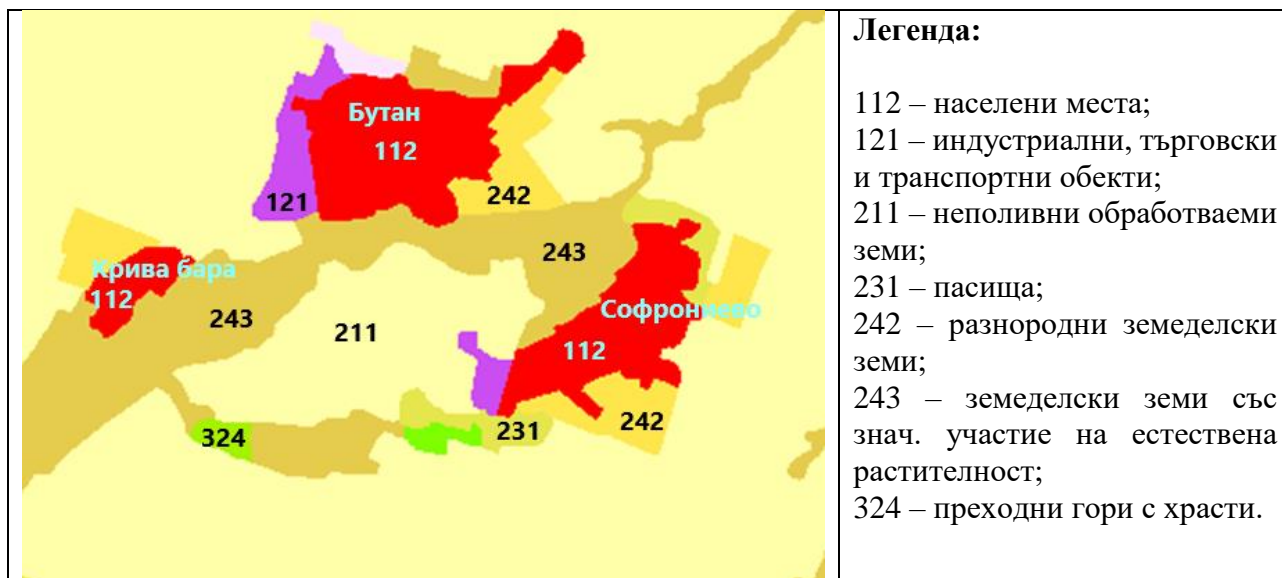 Бутан
112
121
242
243
Крива бара
112
243
211
Софрониево
112
324
231
242
Легенда:
112 – населени места;
121 – индустриални, търговски
и транспортни обекти;
211 – неполивни обработваеми
земи;
231 – пасища;
242 – разнородни земеделски
земи;
243 – земеделски земи със
знач. участие на естествена
растителност;
324 – преходни гори с храсти.